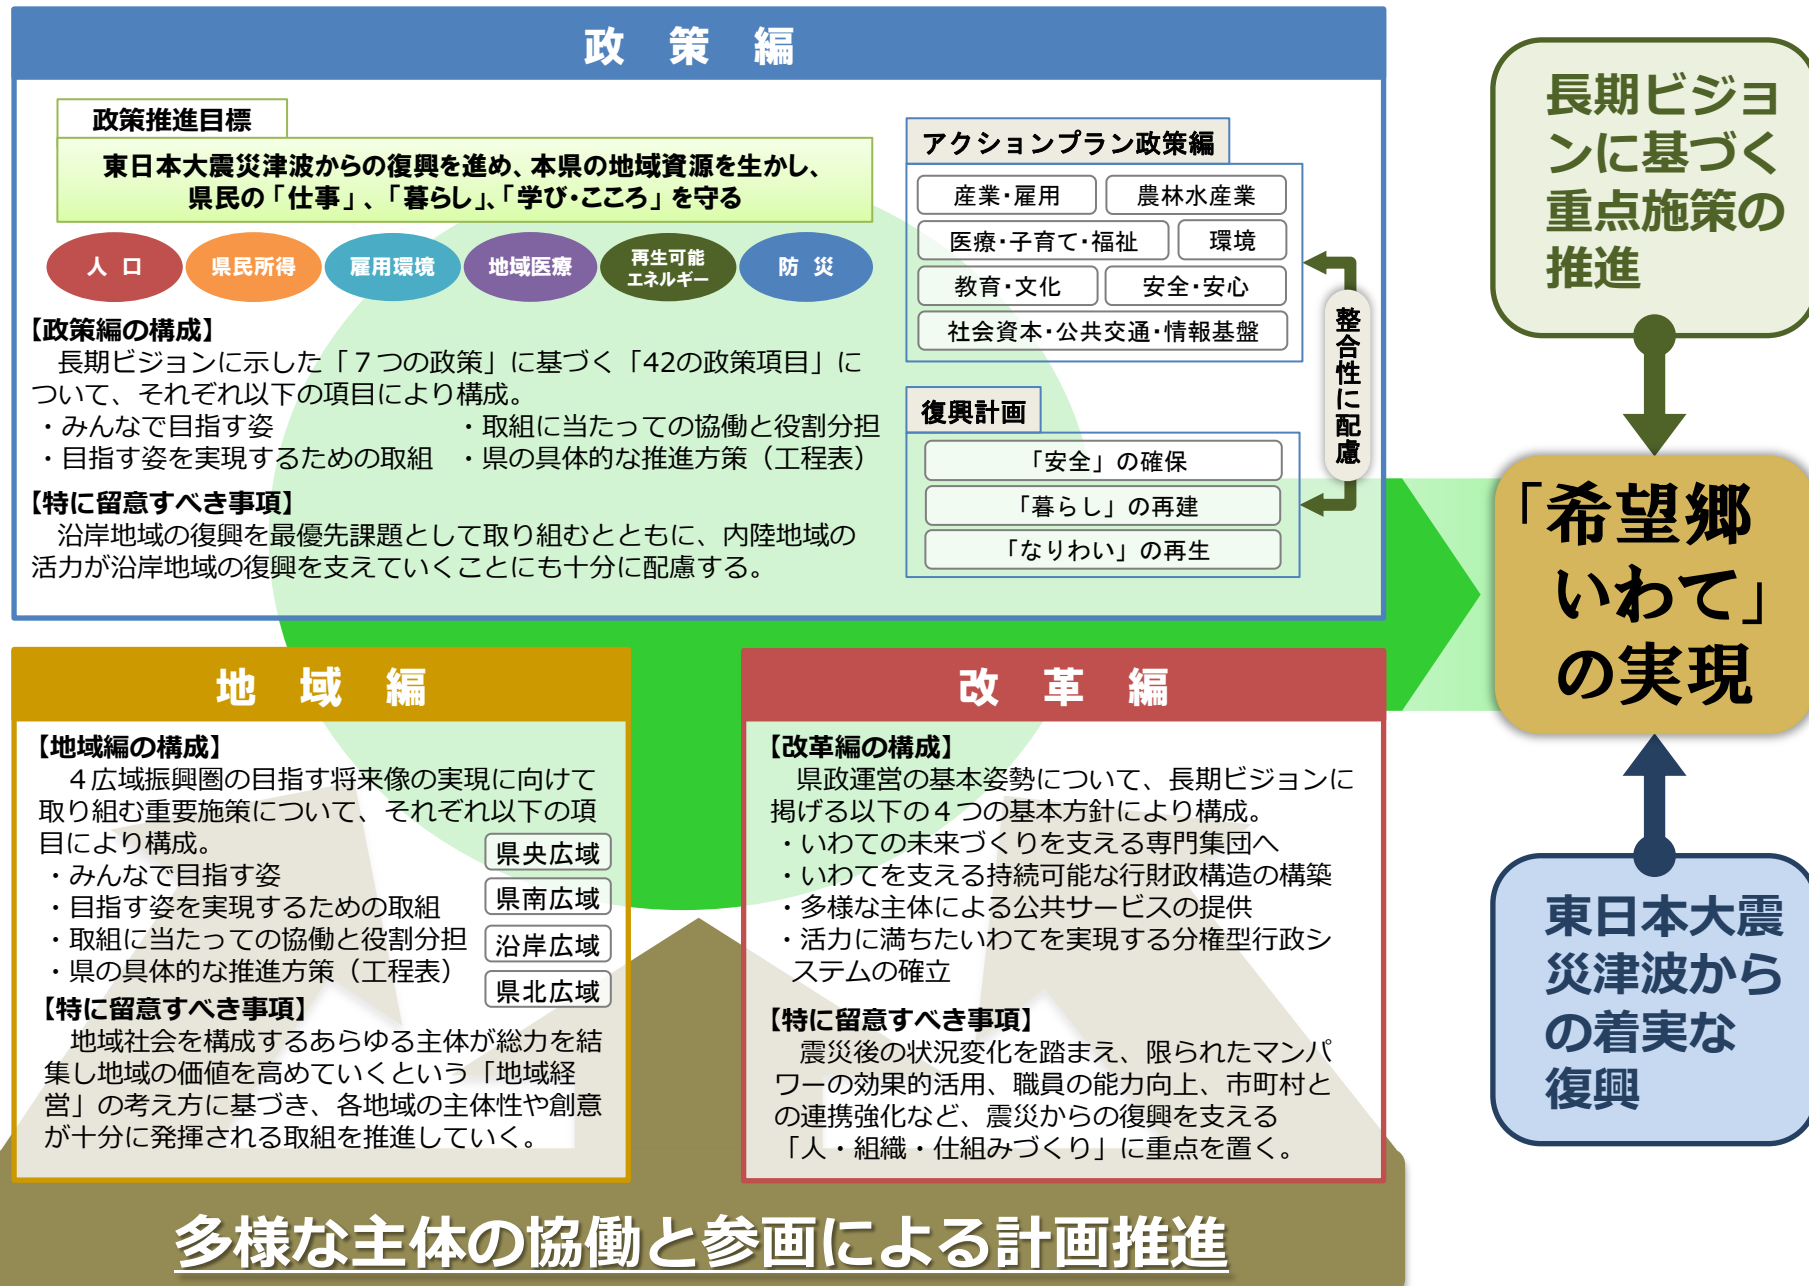 政策編
政策推進目標
東日本大震災津波からの復興を進め、本県の地域資源を生かし、
県民の「仕事」、「暮らし」、「学び・こころ」を守る
人口
県民所得
雇用環境
地域医療
再生可能
エネルギー
防災
【政策編の構成】
長期ビジョンに示した「７つの政策」に基づく「42の政策項目」に
ついて、それぞれ以下の項目により構成。
・みんなで目指す姿
・取組に当たっての協働と役割分担
・目指す姿を実現するための取組
・県の具体的な推進方策（工程表）
【特に留意すべき事項】
沿岸地域の復興を最優先課題として取り組むとともに、内陸地域の
活力が沿岸地域の復興を支えていくことにも十分に配慮する。
アクションプラン政策編
産業・雇用
農林水産業
医療・子育て・福祉
環境
教育・文化
安全・安心
社会資本・公共交通・情報基盤
整合性に配慮
復興計画
「安全」の確保
「暮らし」の再建
「なりわい」の再生
地域編
【地域編の構成】
４広域振興圏の目指す将来像の実現に向けて
取り組む重要施策について、それぞれ以下の項
目により構成。
・みんなで目指す姿
・目指す姿を実現するための取組
・取組に当たっての協働と役割分担
・県の具体的な推進方策（工程表）
県央広域
県南広域
沿岸広域
県北広域
【特に留意すべき事項】
地域社会を構成するあらゆる主体が総力を結
集し地域の価値を高めていくという「地域経
営」の考え方に基づき、各地域の主体性や創意
が十分に発揮される取組を推進していく。
改革編
【改革編の構成】
県政運営の基本姿勢について、長期ビジョンに
掲げる以下の４つの基本方針により構成。
・いわての未来づくりを支える専門集団へ
・いわてを支える持続可能な行財政構造の構築
・多様な主体による公共サービスの提供
・活力に満ちたいわてを実現する分権型行政シ
ステムの確立
【特に留意すべき事項】
震災後の状況変化を踏まえ、限られたマンパ
ワーの効果的活用、職員の能力向上、市町村と
の連携強化など、震災からの復興を支える
「人・組織・仕組みづくり」に重点を置く。
多様な主体の協働と参画による計画推進
長期ビジョ
ンに基づく
重点施策の
推進
「希望郷
いわて」
の実現
東日本大震
災津波から
の着実な
復興